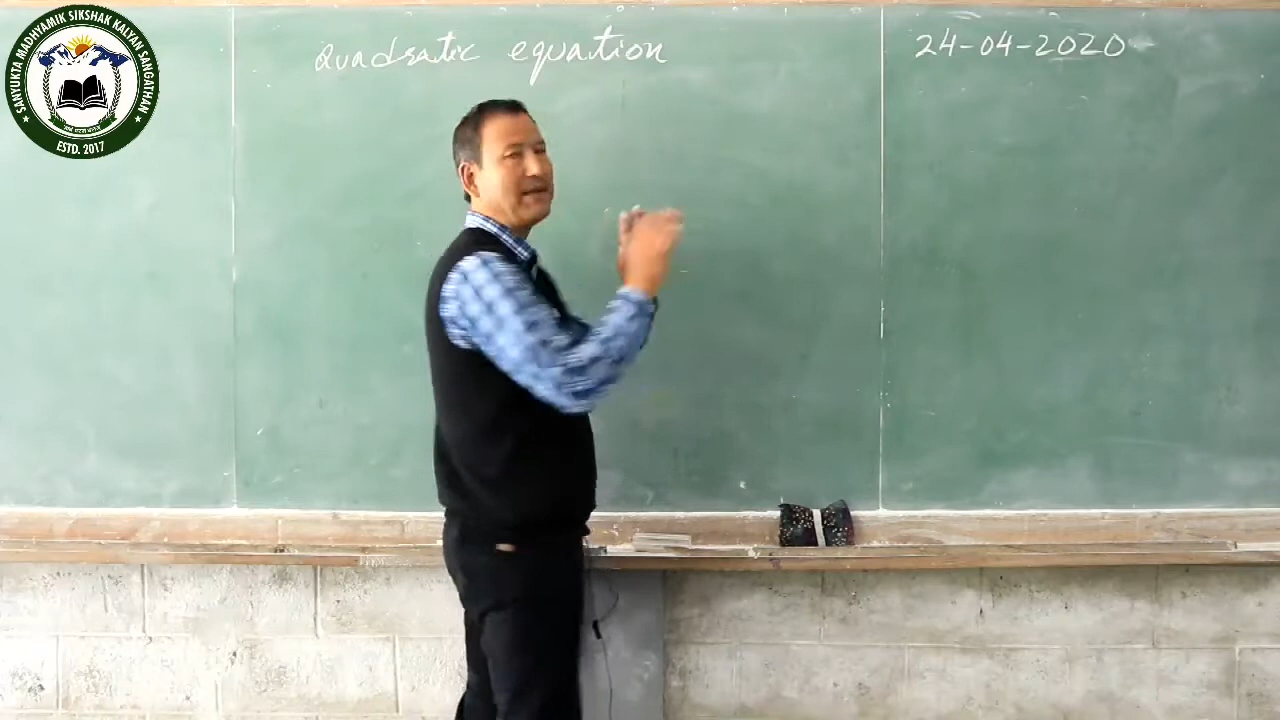 SANYUKTA MADHYAMIK SIKSHAK KALYAN SANGATHAN
ESTD. 2017
Quadratic equation
24-04-2020